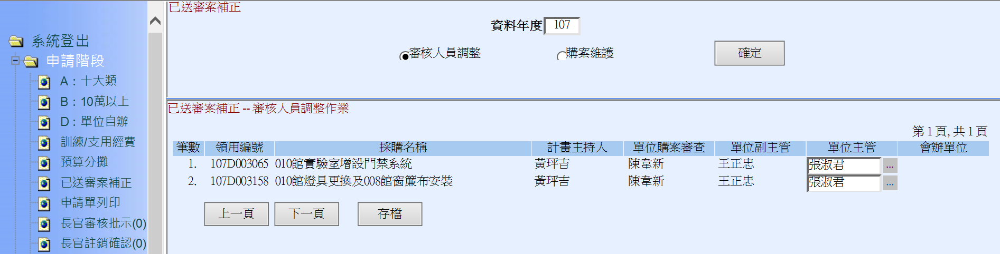 系統登出
申請階段
A：十大類
B：10萬以上
D：單位自辦
訓練/支用經費
預算分攤
已送審案補正
申請單列印
長官審核批示(0)
長官註銷確認(0)
已送審案補正
資料年度 107
審核人員調整 購案維護 確定
已送審案補正 -- 審核人員調整作業
第 1 頁, 共 1 頁
筆數 領用編號 採購名稱 計畫主持人 單位購案審查 單位副主管 單位主管 會辦單位
1. 107D003065 010館實驗室增設門禁系統 黃玶吉 陳韋新 王正忠 張淑君 ...
2. 107D003158 010館燈具更換及008館窗簾布安裝 黃玶吉 陳韋新 王正忠 張淑君 ...
上一頁 下一頁 存檔